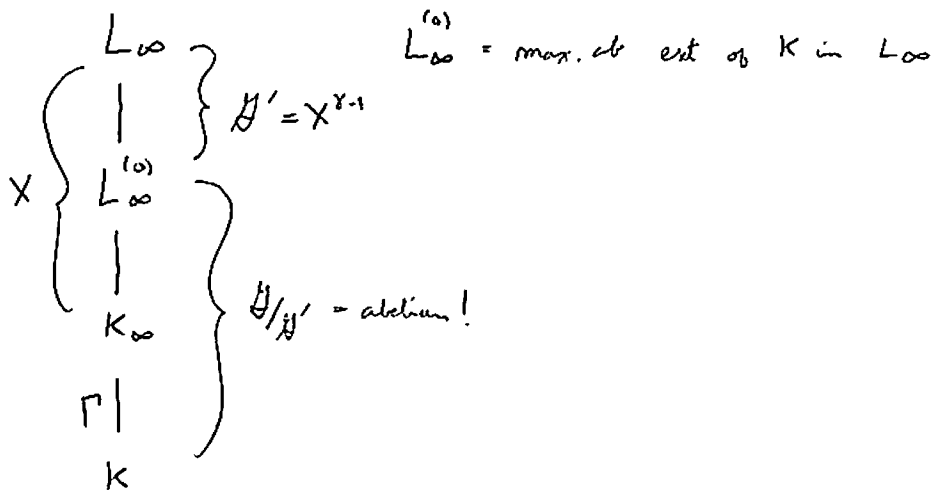 L∞
L∞^(0) = max. ab ext of K in L∞
𝒢' = X^γ-1
X
L∞^(0)
𝒢/𝒢' = abelian!
K∞
Γ
K